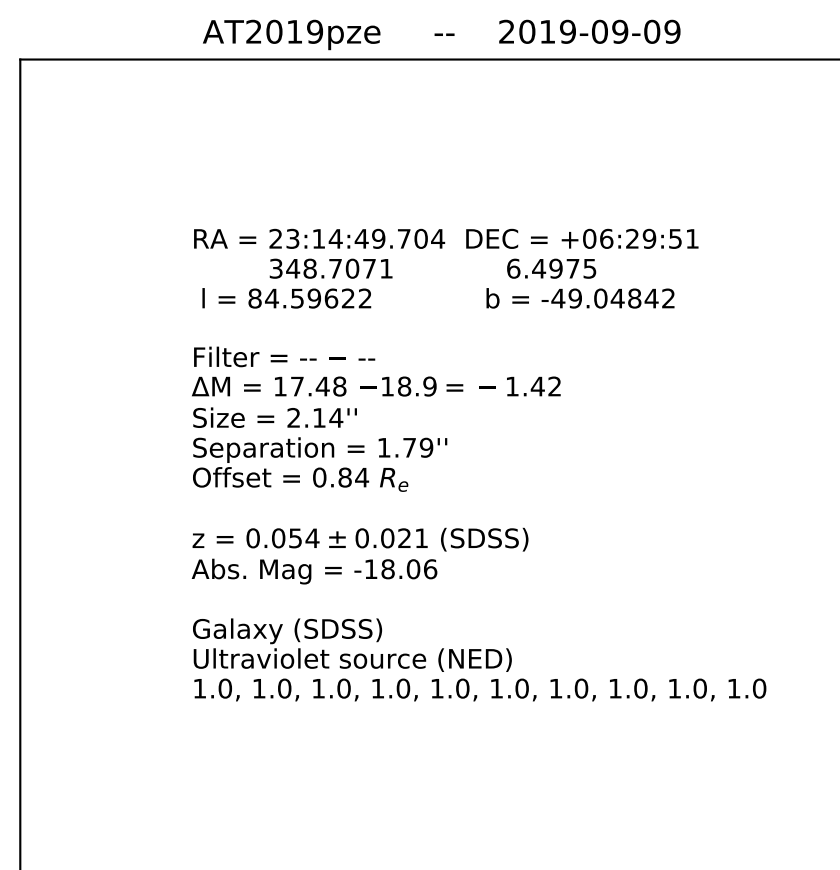 AT2019pze -- 2019-09-09
RA = 23:14:49.704 DEC = +06:29:51
348.7071 6.4975
l = 84.59622 b = -49.04842
Filter = -- − --
ΔM = 17.48 −18.9 = − 1.42
Size = 2.14''
Separation = 1.79''
Offset = 0.84 Re
z = 0.054 ± 0.021 (SDSS)
Abs. Mag = -18.06
Galaxy (SDSS)
Ultraviolet source (NED)
1.0, 1.0, 1.0, 1.0, 1.0, 1.0, 1.0, 1.0, 1.0, 1.0